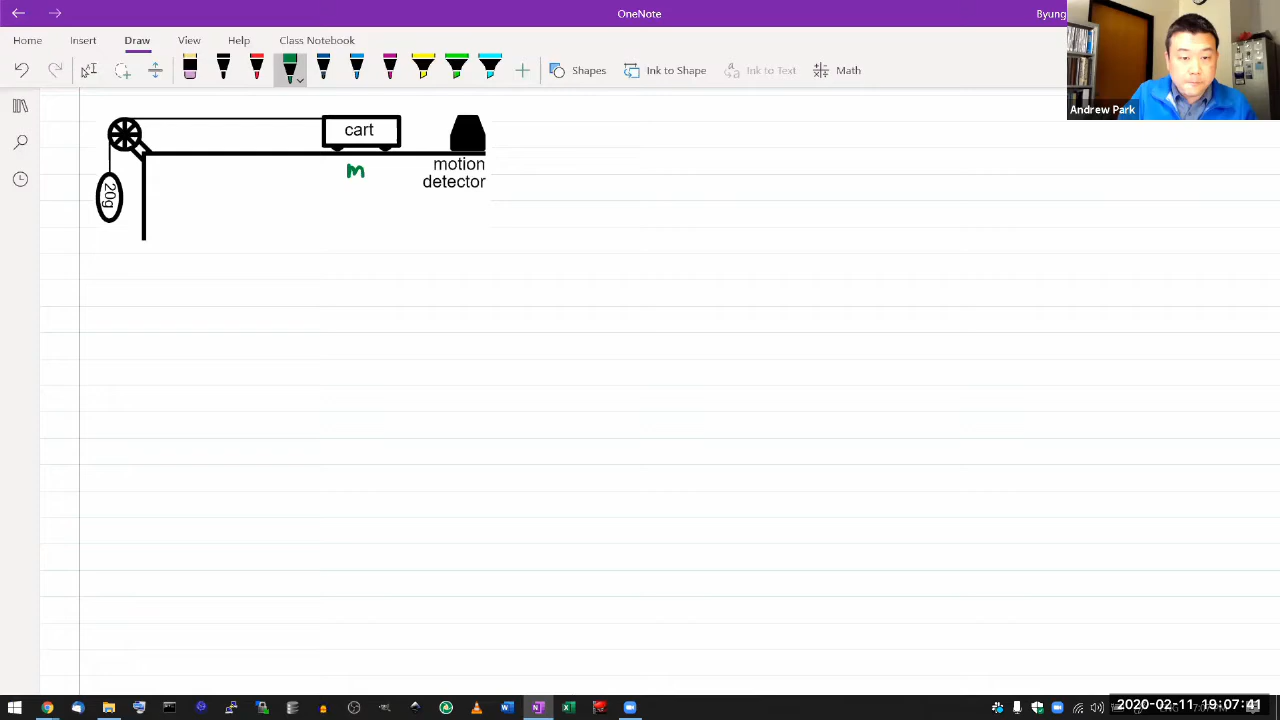 OneNote
Byung
Home Insert Draw View Help Class Notebook
Shapes Ink to Shape Ink to Text Math
Andrew Park
cart
m
motion
detector
20g
2020-02-11 19:07:41